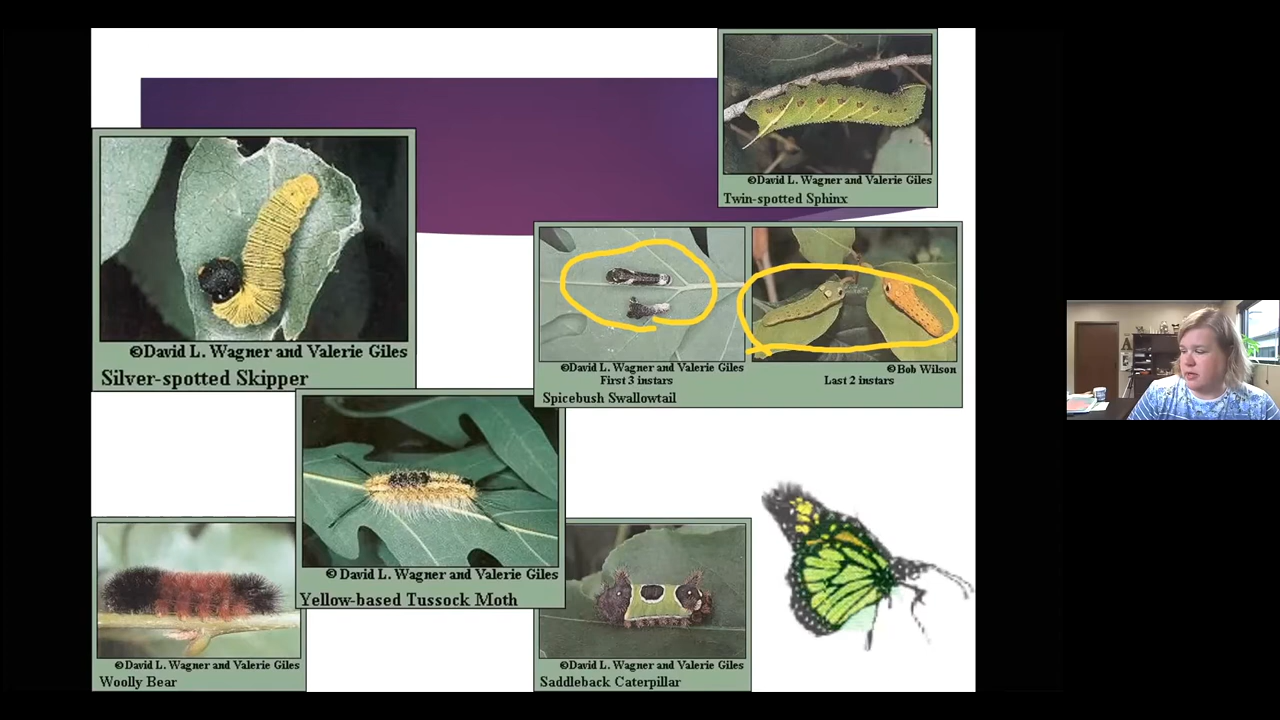 ©David L. Wagner and Valerie Giles
Twin-spotted Sphinx
©David L. Wagner and Valerie Giles
Silver-spotted Skipper
©David L. Wagner and Valerie Giles
First 3 instars
©Bob Wilson
Last 2 instars
Spicebush Swallowtail
© David L. Wagner and Valerie Giles
Yellow-based Tussock Moth
©David L. Wagner and Valerie Giles
Woolly Bear
©David L. Wagner and Valerie Giles
Saddleback Caterpillar